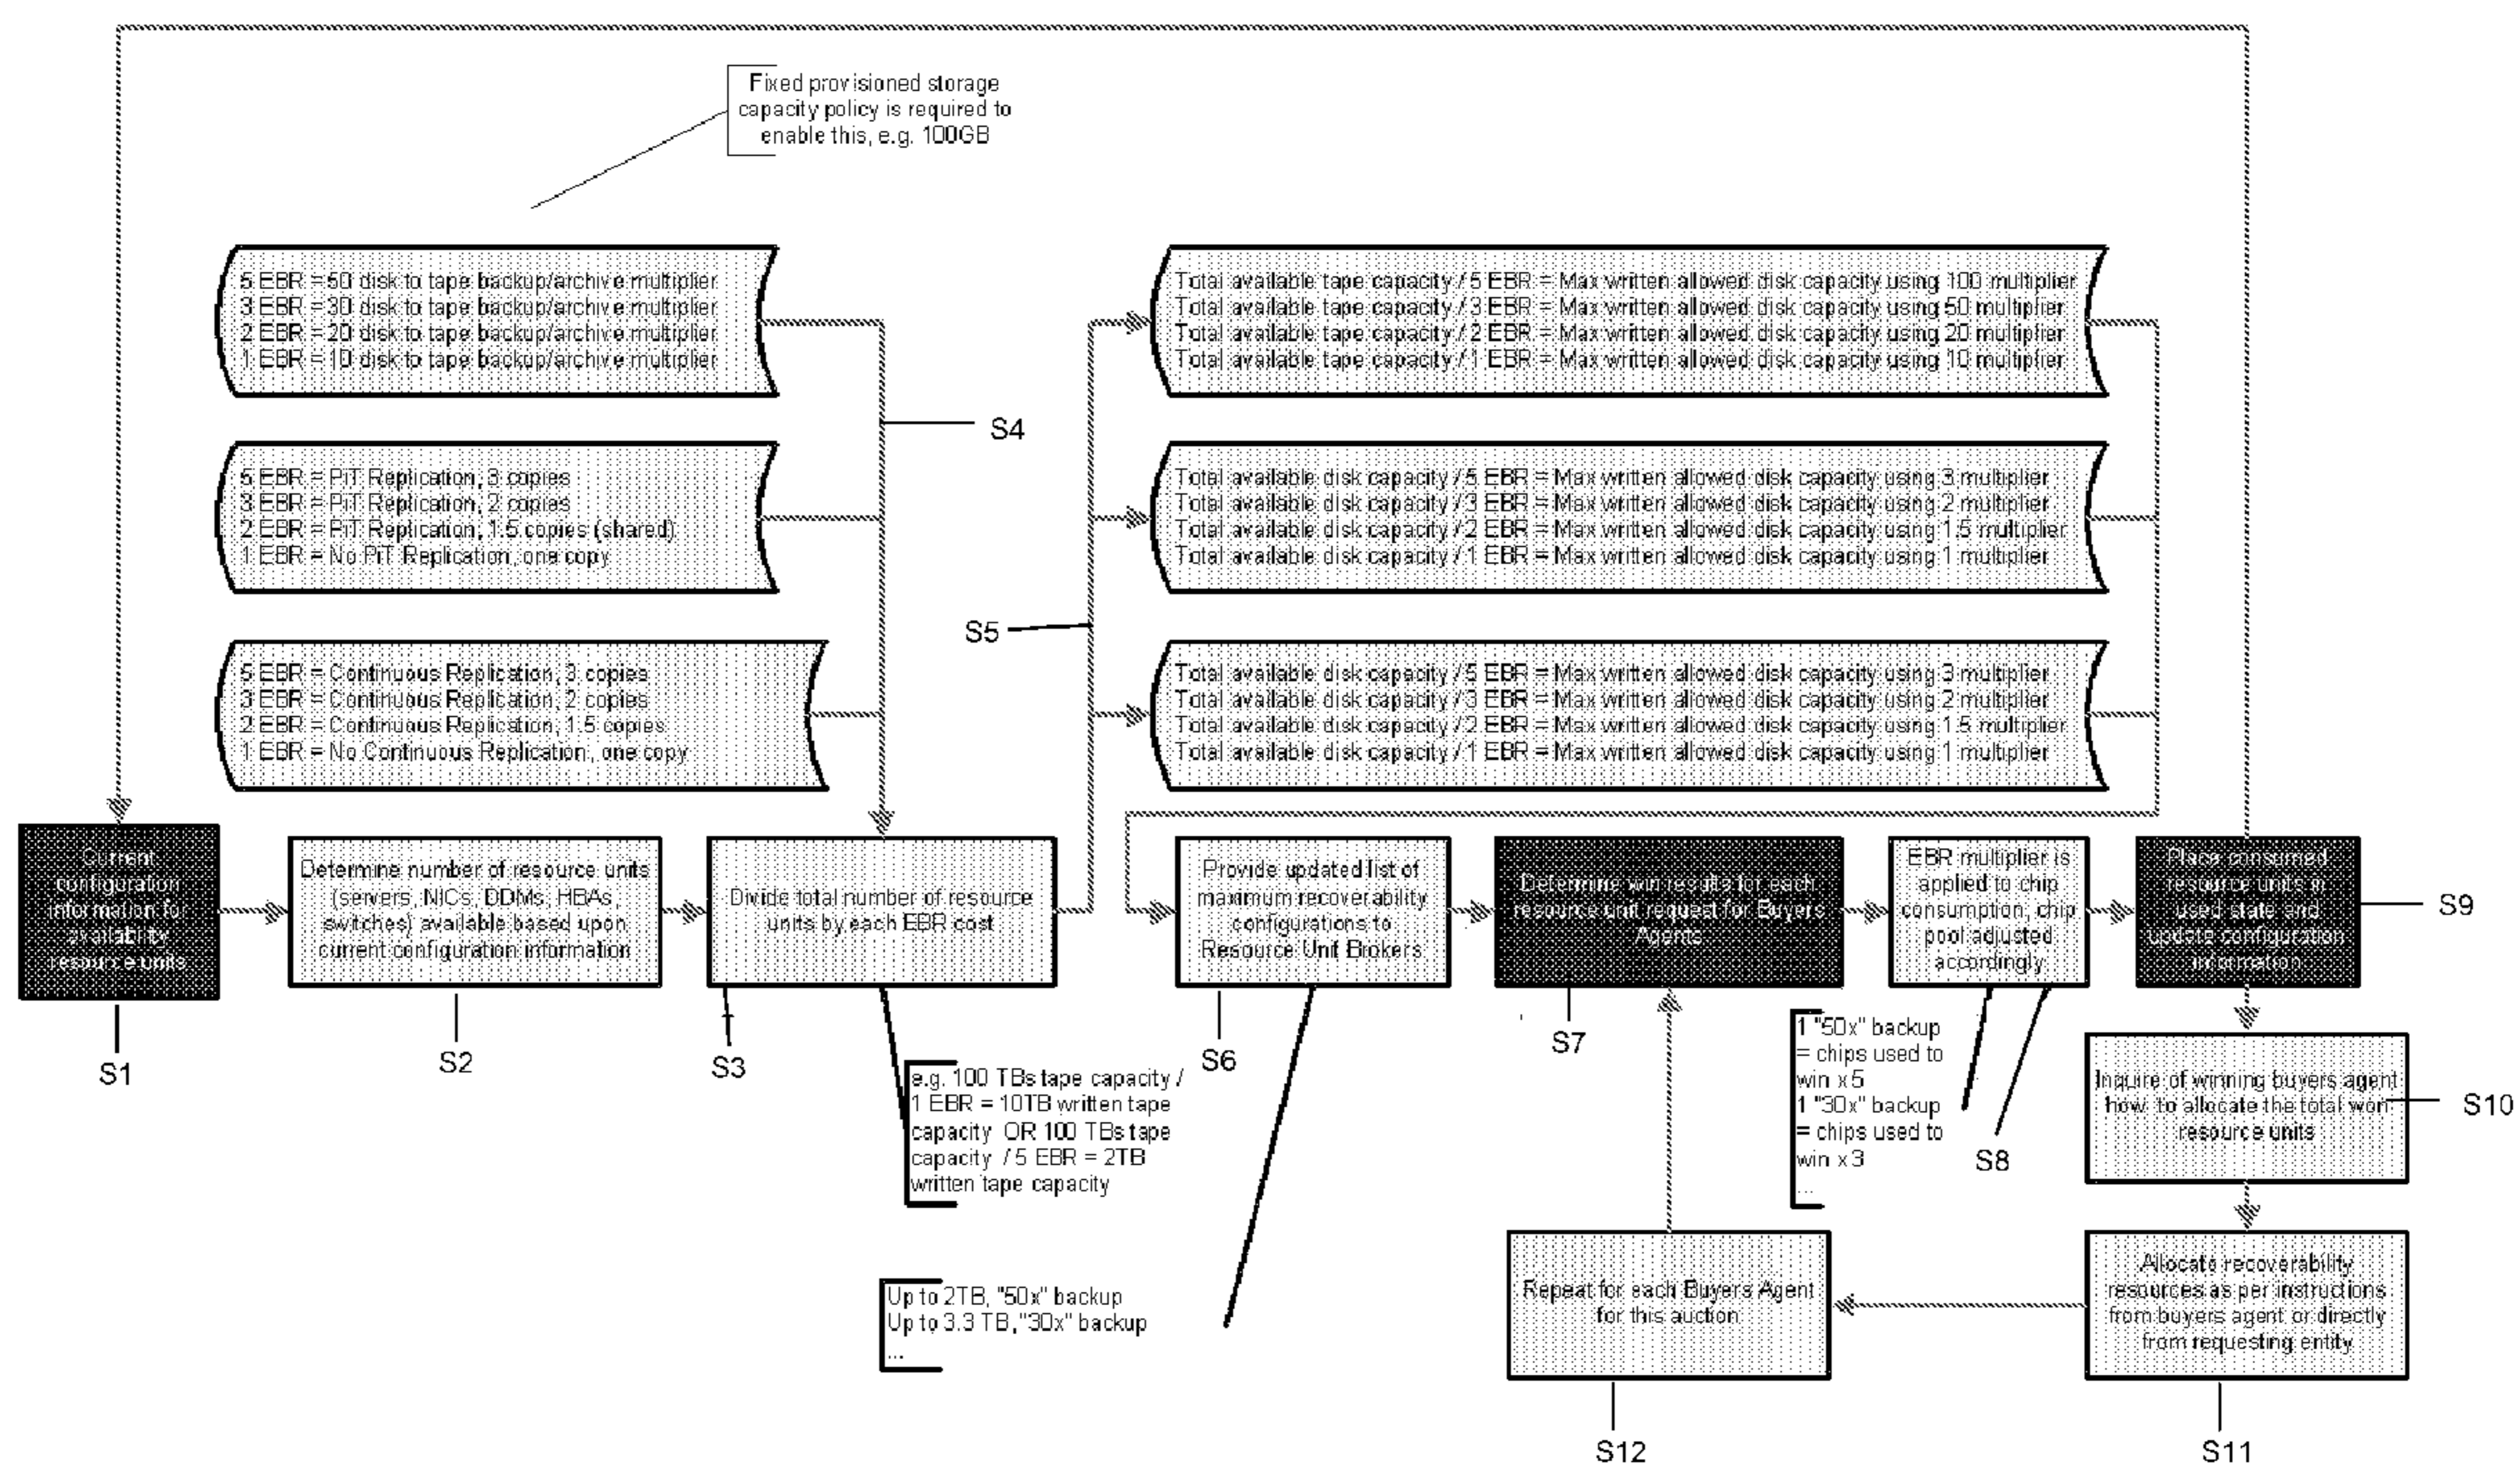 Fixed provisioned storage
capacity policy is required to
enable this, e.g. 100GB
5 EBR = 50 disk to tape backup/archive multiplier
3 EBR = 30 disk to tape backup/archive multiplier
2 EBR = 20 disk to tape backup/archive multiplier
1 EBR = 10 disk to tape backup/archive multiplier
Total available tape capacity / 5 EBR = Max written allowed disk capacity using 100 multiplier
Total available tape capacity / 3 EBR = Max written allowed disk capacity using 50 multiplier
Total available tape capacity / 2 EBR = Max written allowed disk capacity using 20 multiplier
Total available tape capacity / 1 EBR = Max written allowed disk capacity using 10 multiplier
S4
5 EBR = PiT Replication, 3 copies
3 EBR = PiT Replication, 2 copies
2 EBR = PiT Replication, 1.5 copies (shared)
1 EBR = No PiT Replication, one copy
Total available disk capacity / 5 EBR = Max written allowed disk capacity using 3 multiplier
Total available disk capacity / 3 EBR = Max written allowed disk capacity using 2 multiplier
Total available disk capacity / 2 EBR = Max written allowed disk capacity using 1.5 multiplier
Total available disk capacity / 1 EBR = Max written allowed disk capacity using 1 multiplier
S5
5 EBR = Continuous Replication, 3 copies
3 EBR = Continuous Replication, 2 copies
2 EBR = Continuous Replication, 1.5 copies
1 EBR = No Continuous Replication, one copy
Total available disk capacity / 5 EBR = Max written allowed disk capacity using 3 multiplier
Total available disk capacity / 3 EBR = Max written allowed disk capacity using 2 multiplier
Total available disk capacity / 2 EBR = Max written allowed disk capacity using 1.5 multiplier
Total available disk capacity / 1 EBR = Max written allowed disk capacity using 1 multiplier
Current
configuration
information for
availability
resource units
Determine number of resource units
(servers, NICs, DDMs, HBAs,
switches) available based upon
current configuration information
Divide total number of resource
units by each EBR cost
Provide updated list of
maximum recoverability
configurations to
Resource Unit Brokers
Determine win results for each
resource unit request for Buyers
Agents
EBR multiplier is
applied to chip
consumption, chip
pool adjusted
accordingly
Place consumed
resource units in
used state and
update configuration
information
S9
S1
S2
S3
S6
S7
S8
e.g. 100 TBs tape capacity /
1 EBR = 10TB written tape
capacity OR 100 TBs tape
capacity / 5 EBR = 2TB
written tape capacity
1 "50x" backup
= chips used to
win x5
1 "30x" backup
= chips used to
win x3
...
Inquire of winning buyers agent
how to allocate the total won
resource units
S10
Up to 2TB, "50x" backup
Up to 3.3 TB, "30x" backup
...
Repeat for each Buyers Agent
for this auction
Allocate recoverability
resources as per instructions
from buyers agent or directly
from requesting entity
S12
S11